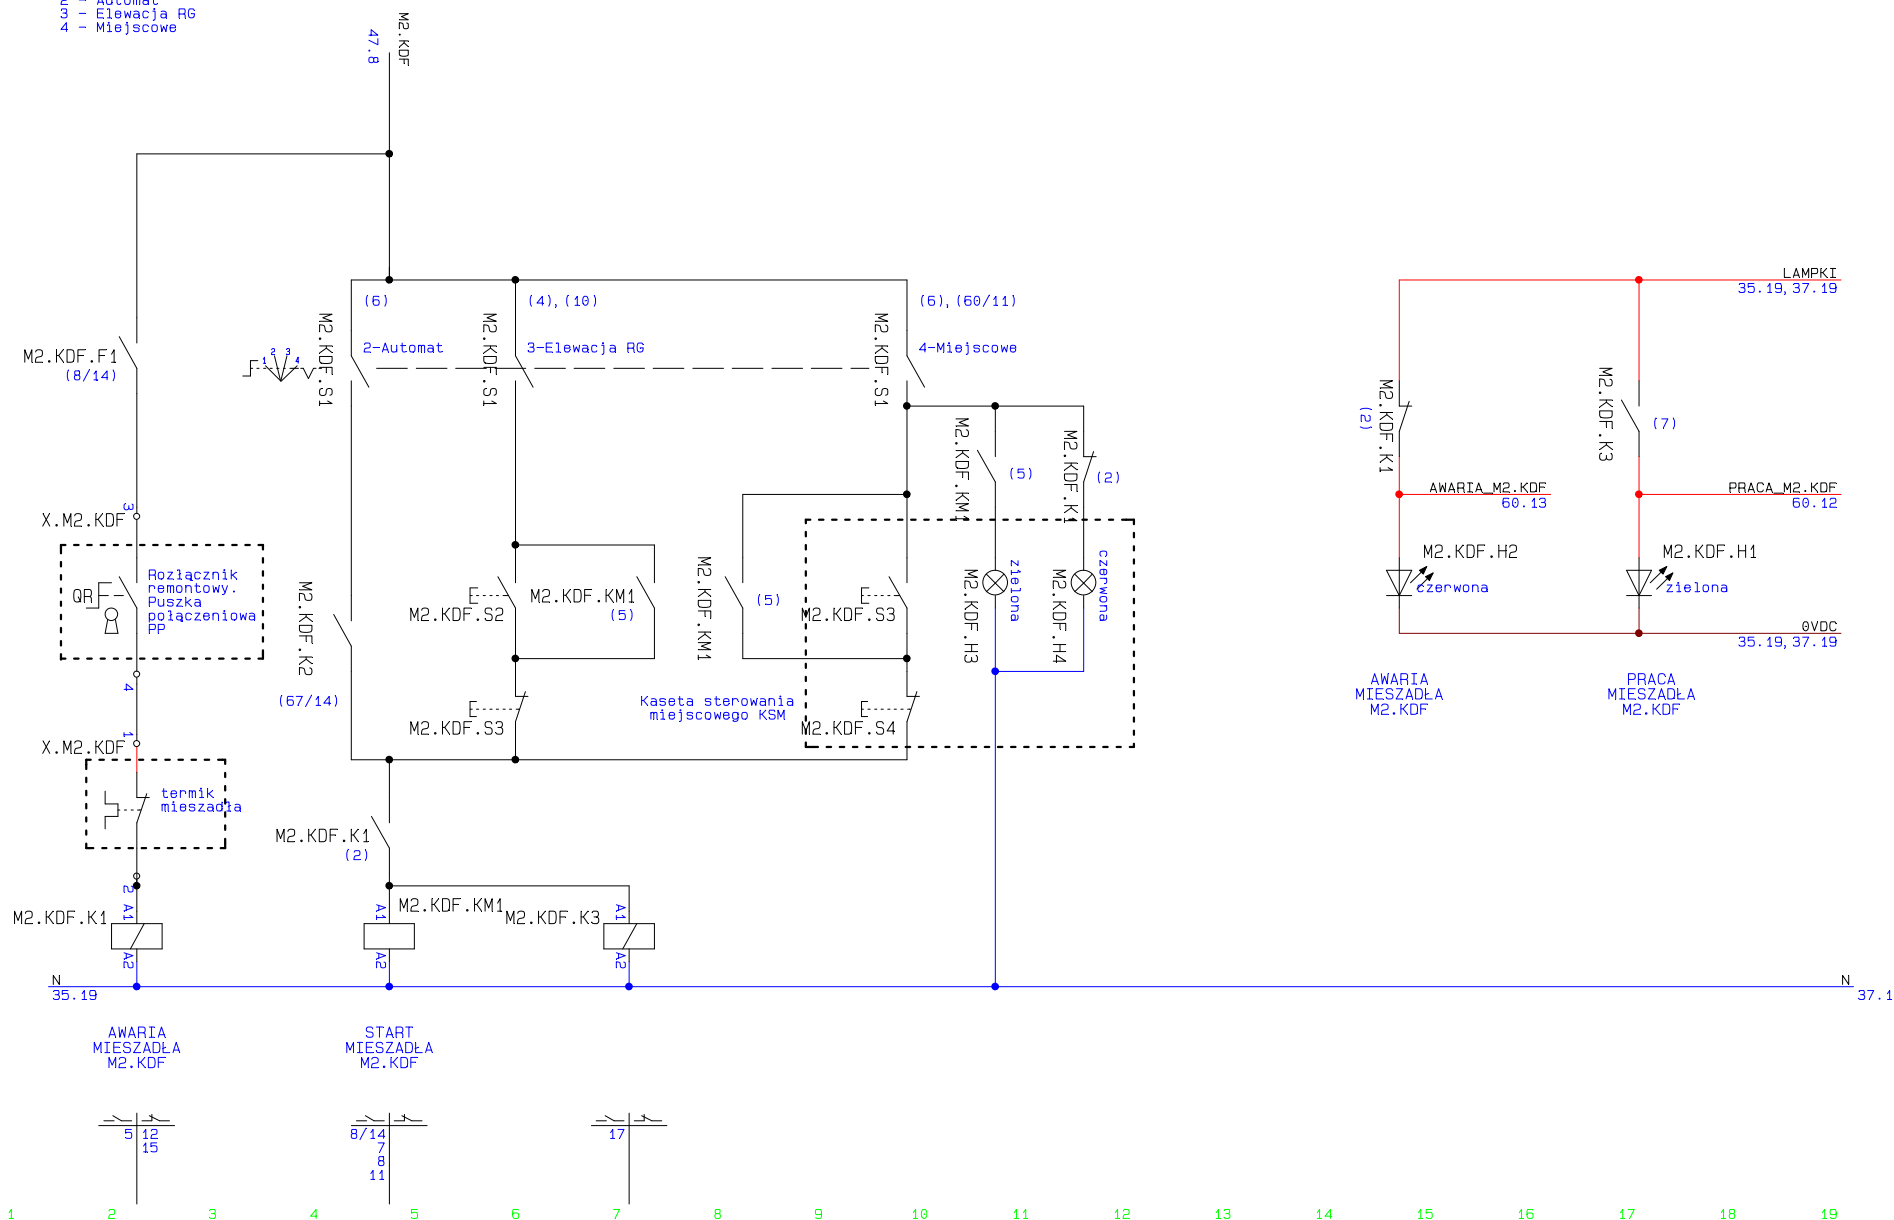 2 - Automat
3 - Elewacja RG
4 - Miejscowe
M2.KDF
47.8
(6)
(4),(10)
(6),(60/11)
M2.KDF.S1
2-Automat
M2.KDF.S1
3-Elewacja RG
M2.KDF.S1
4-Miejscowe
1 2 3 4
M2.KDF.F1
(8/14)
LAMPKI
35.19,37.19
M2.KDF.K1
(2)
M2.KDF.K3
(7)
M2.KDF.KM1
(5)
M2.KDF.K1
(2)
AWARIA_M2.KDF
60.13
PRACA_M2.KDF
60.12
3
X.M2.KDF
QR
Rozłącznik
remontowy.
Puszka
połączeniowa
PP
4
M2.KDF.K2
(67/14)
M2.KDF.S2
M2.KDF.KM1
(5)
M2.KDF.KM1
(5)
M2.KDF.S3
M2.KDF.H3
zielona
M2.KDF.H4
czerwona
M2.KDF.H2
czerwona
M2.KDF.H1
zielona
0VDC
35.19,37.19
M2.KDF.S3
Kaseta sterowania
miejscowego KSM
M2.KDF.S4
AWARIA
MIESZADŁA
M2.KDF
PRACA
MIESZADŁA
M2.KDF
1
X.M2.KDF
termik
mieszadła
2
M2.KDF.K1
(2)
M2.KDF.K1
A1
A2
M2.KDF.KM1
A1
A2
M2.KDF.K3
A1
A2
N
35.19
N
37.1
AWARIA
MIESZADŁA
M2.KDF
START
MIESZADŁA
M2.KDF
5 12
15
8/14
7
8
11
17
1 2 3 4 5 6 7 8 9 10 11 12 13 14 15 16 17 18 19